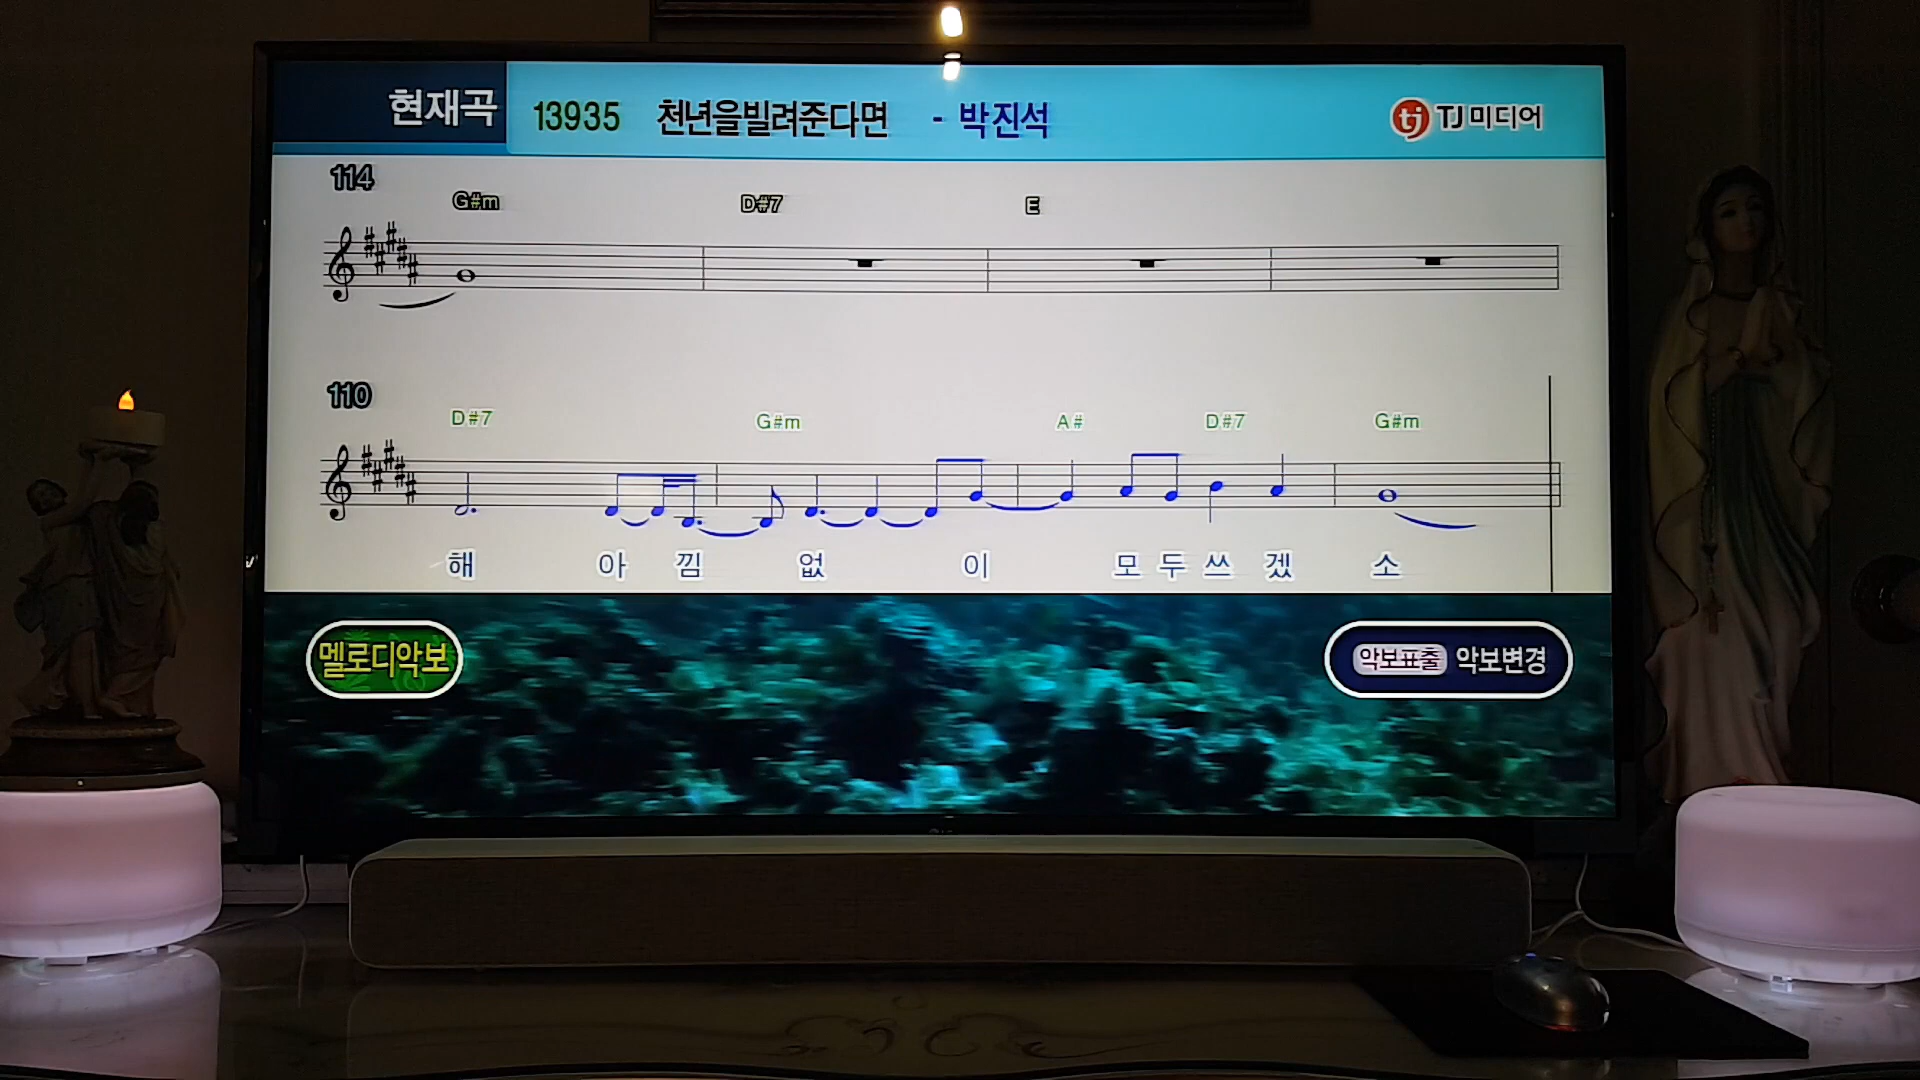 현재곡 13935 천년을빌려준다면 - 박진석 tj TJ미디어
114
G#m D#7 E
110
D#7 G#m A# D#7 G#m
해 아 낌 없 이 모 두 쓰 겠 소
멜로디악보 악보표출 악보변경